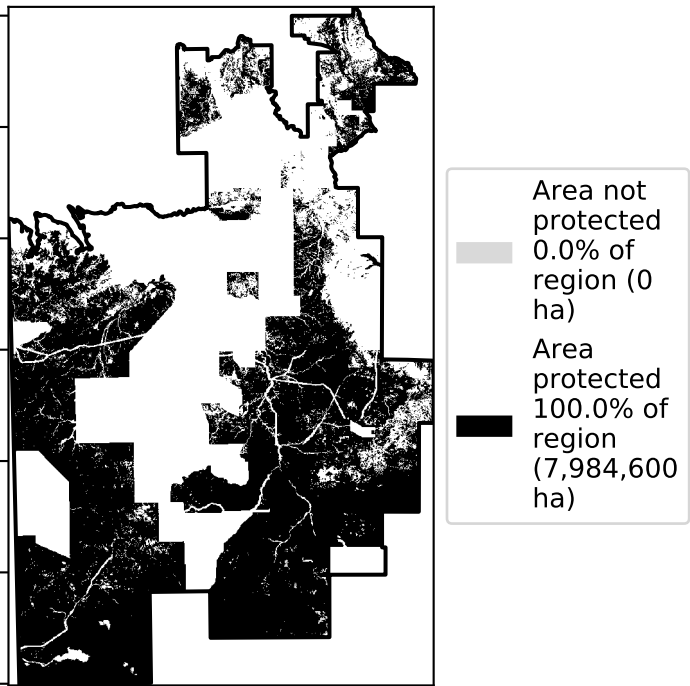 Area not
protected
0.0% of
region (0
ha)
Area
protected
100.0% of
region
(7,984,600
ha)